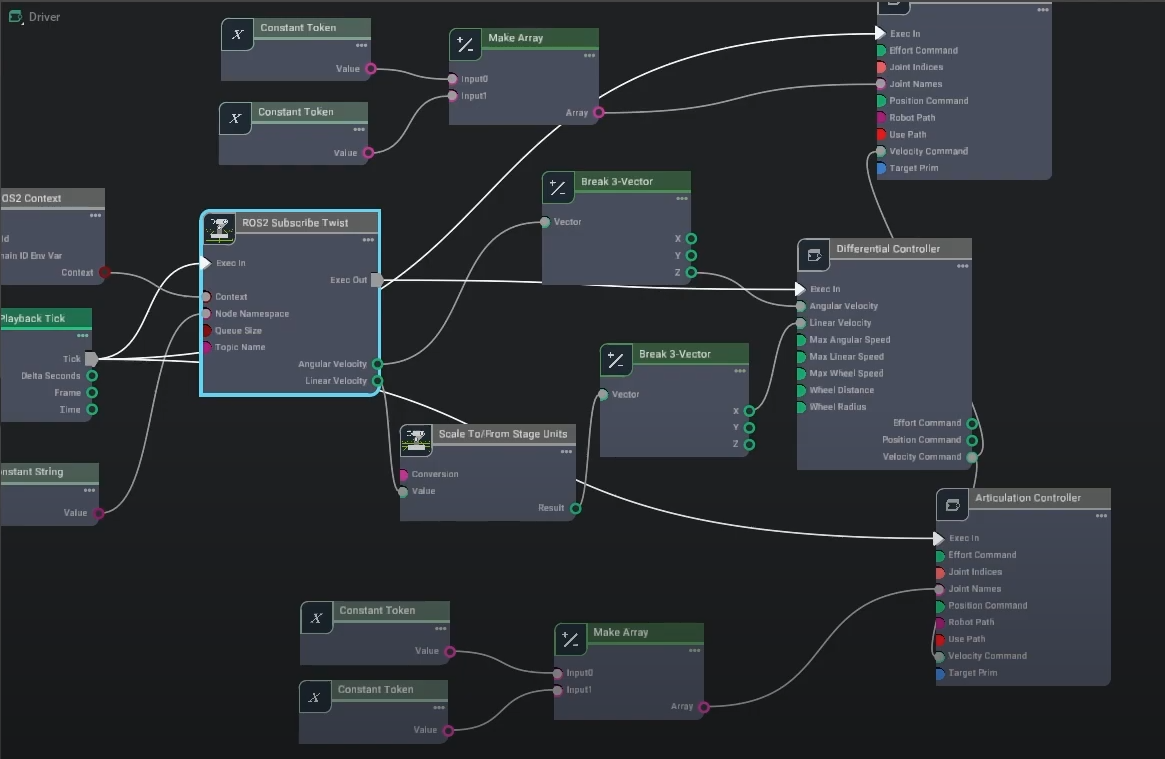 Driver
Constant Token
Value
Constant Token
Value
Make Array
Input0
Input1
Array
Exec In
Effort Command
Joint Indices
Joint Names
Position Command
Robot Path
Use Path
Velocity Command
Target Prim
OS2 Context
Id
main ID Env Var
Context
Playback Tick
Tick
Delta Seconds
Frame
Time
nstant String
Value
ROS2 Subscribe Twist
Exec In
Exec Out
Context
Node Namespace
Queue Size
Topic Name
Angular Velocity
Linear Velocity
Break 3-Vector
Vector
X
Y
Z
Break 3-Vector
Vector
X
Y
Z
Scale To/From Stage Units
Conversion
Value
Result
Differential Controller
Exec In
Angular Velocity
Linear Velocity
Max Angular Speed
Max Linear Speed
Max Wheel Speed
Wheel Distance
Wheel Radius
Effort Command
Position Command
Velocity Command
Articulation Controller
Exec In
Effort Command
Joint Indices
Joint Names
Position Command
Robot Path
Use Path
Velocity Command
Target Prim
Constant Token
Value
Constant Token
Value
Make Array
Input0
Input1
Array